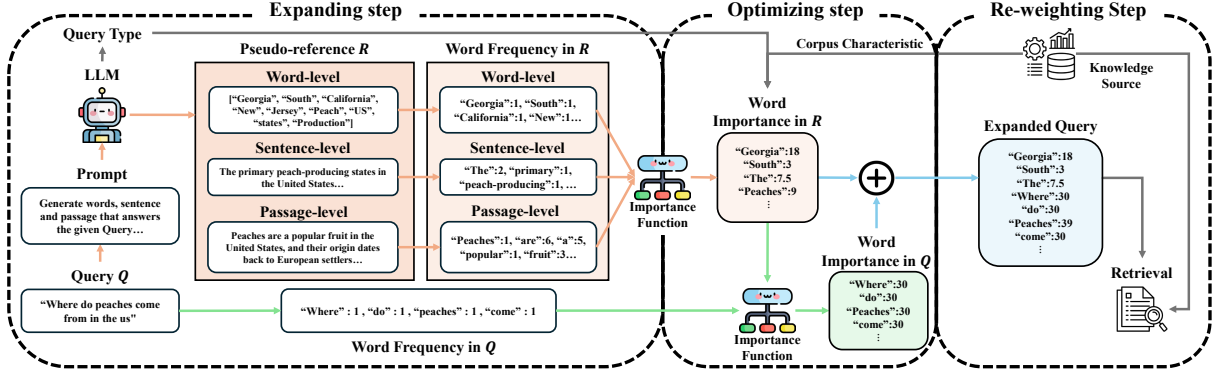 Expanding step
Optimizing step
Re-weighting Step
Query Type
LLM
Prompt
Generate words, sentence
and passage that answers
the given Query…
Query Q
“Where do peaches come
from in the us"
Pseudo-reference R
Word-level
[“Georgia”, “South”, “California”,
“New”, “Jersey”, “Peach”, “US”,
“states”, “Production”]
Sentence-level
The primary peach-producing states in
the United States…
Passage-level
Peaches are a popular fruit in the
United States, and their origin dates
back to European settlers…
Word Frequency in R
Word-level
“Georgia”:1, “South”:1,
“California”:1, “New”:1…
Sentence-level
“The”:2, “primary”:1,
“peach-producing”:1, …
Passage-level
“Peaches”:1, “are”:6, “a”:5,
“popular”:1, “fruit”:3…
“Where” : 1 , “do” : 1 , “peaches” : 1 , “come” : 1
Word Frequency in Q
Importance
Function
Corpus Characteristic
Word
Importance in R
“Georgia”:18
“South”:3
“The”:7.5
“Peaches”:9
⋮
Importance
Function
Word
Importance in Q
“Where”:30
“do”:30
“Peaches”:30
“come”:30
⋮
Knowledge
Source
Expanded Query
“Georgia”:18
“South”:3
“The”:7.5
“Where”:30
“do”:30
“Peaches”:39
“come”:30
⋮
Retrieval